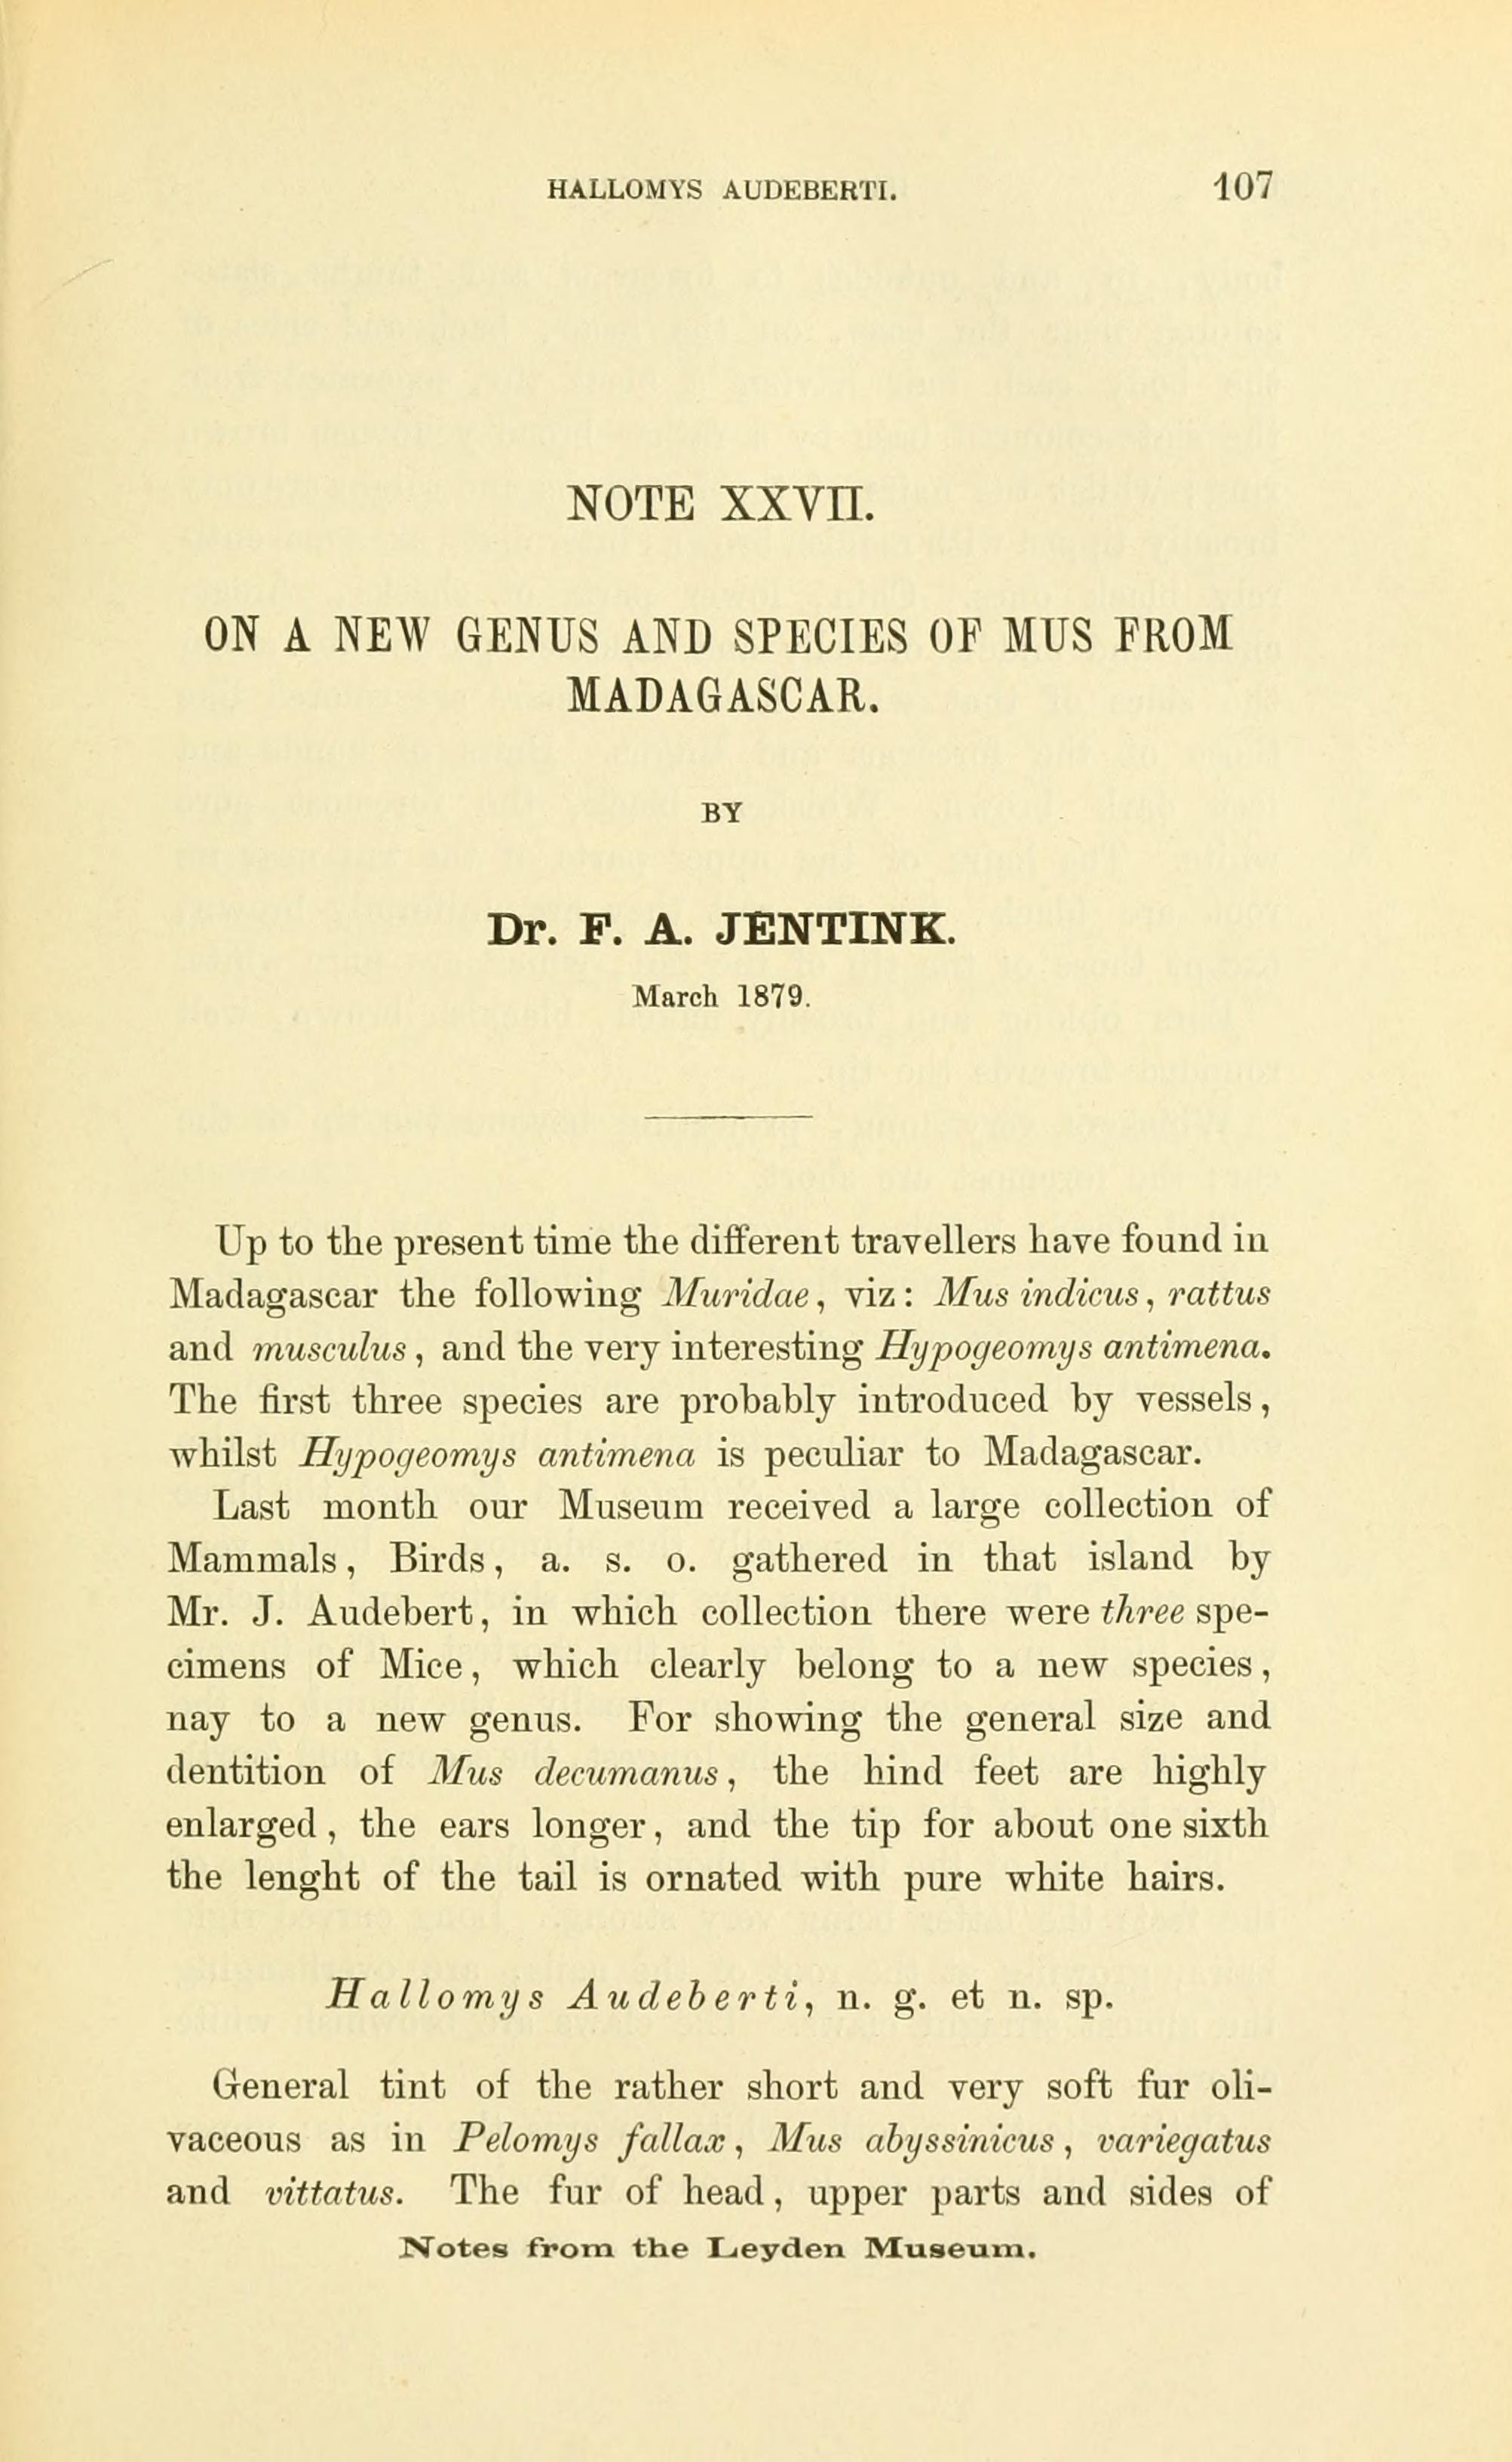 HALLOMYS AUDEBERTI. 107
NOTE XXVII.
ON A NEW GENUS AND SPECIES OF MUS FROM
MADAGASCAR.
BY
Dr. F. A. JENTINK.
March 1879.
Up to the present time the different travellers have found in
Madagascar the following Muridae, viz: Mus indicus, rattus
and musculus, and the very interesting Hypogeomys antimena.
The first three species are probably introduced by vessels,
whilst Hypogeomys antimena is peculiar to Madagascar.
Last month our Museum received a large collection of
Mammals, Birds, a. s. o. gathered in that island by
Mr. J. Audebert, in which collection there were three spe-
cimens of Mice, which clearly belong to a new species,
nay to a new genus. For showing the general size and
dentition of Mus decumanus, the hind feet are highly
enlarged, the ears longer, and the tip for about one sixth
the lenght of the tail is ornated with pure white hairs.
Hallomys Audeberti, n. g. et n. sp.
General tint of the rather short and very soft fur oli-
vaceous as in Pelomys fallax, Mus abyssinicus, variegatus
and vittatus. The fur of head, upper parts and sides of
Notes from the Leyden Museum.